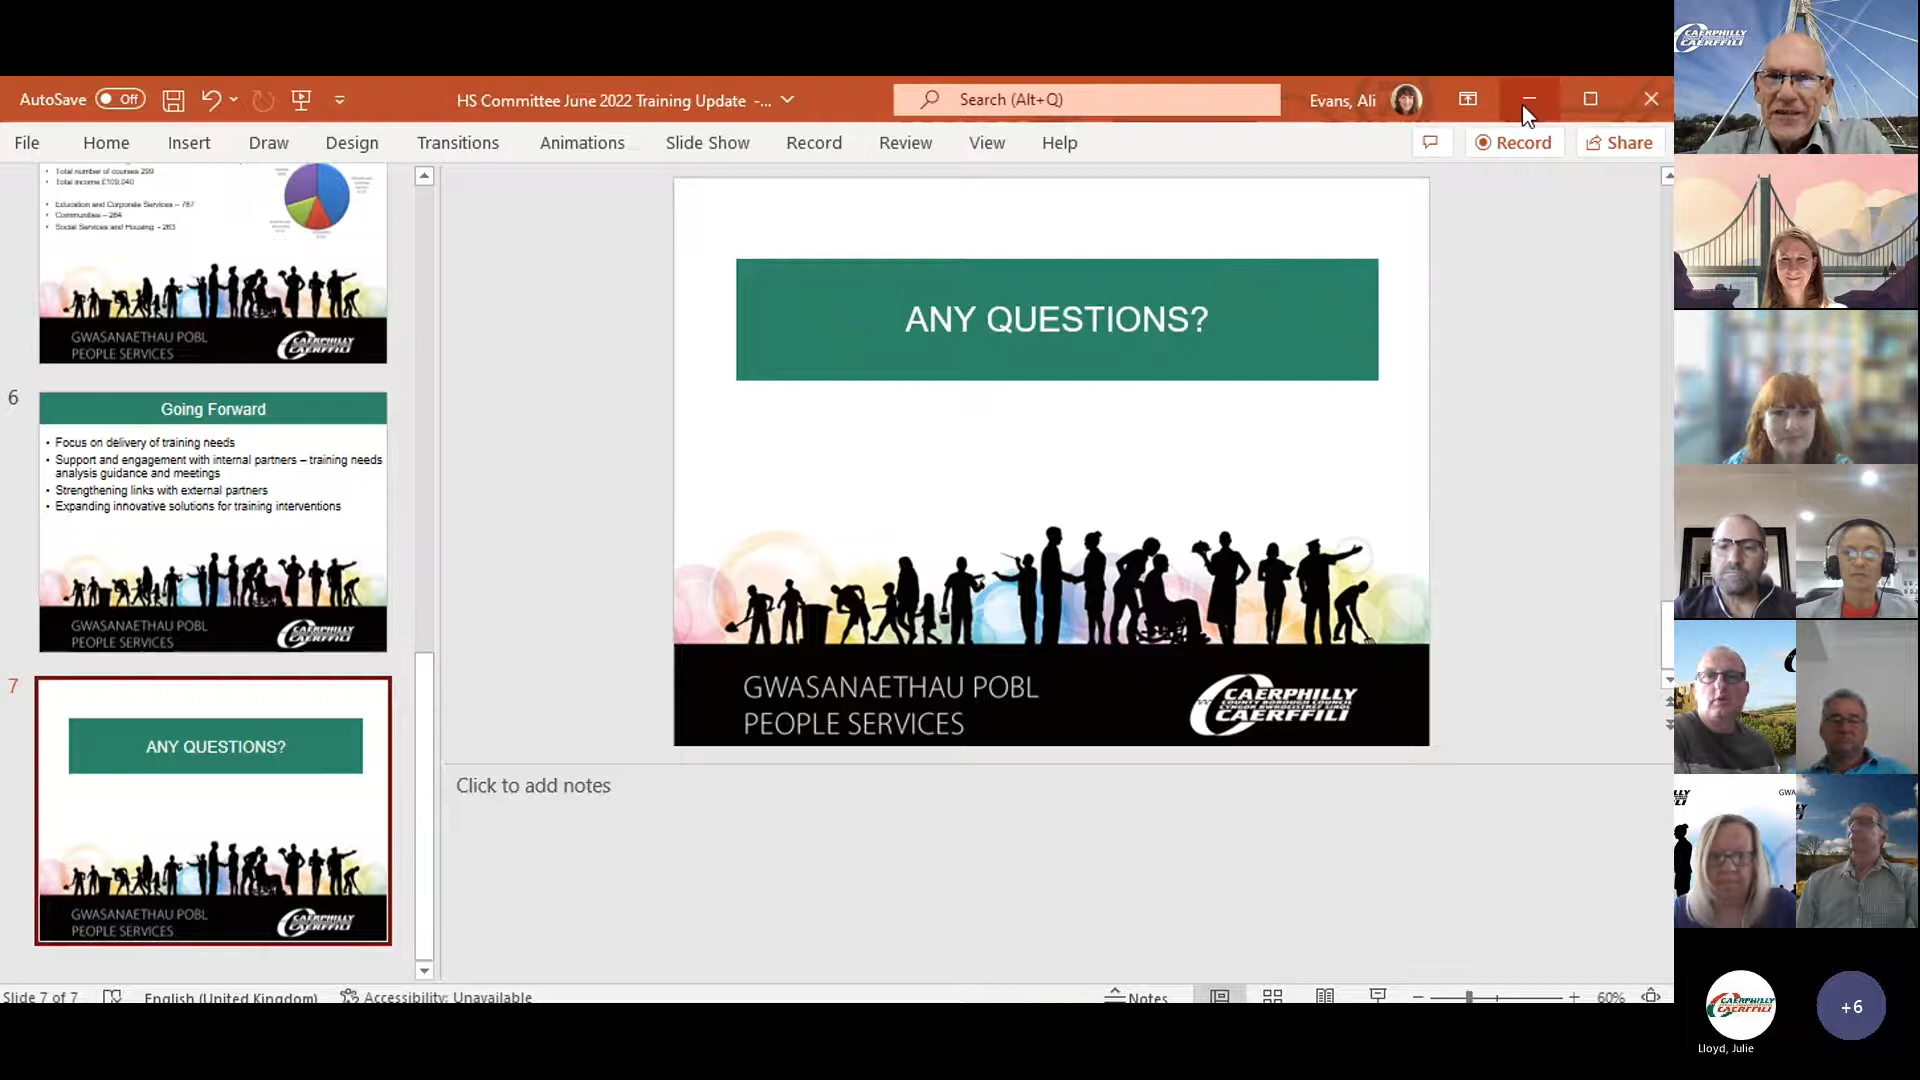 AutoSave Off
HS Committee June 2022 Training Update -...
Search (Alt+Q)
Evans, Ali
File Home Insert Draw Design Transitions Animations Slide Show Record Review View Help
Record
Share
• Total number of courses 299
• Total income £109,040
• Education and Corporate Services – 787
• Communities – 284
• Social Services and Housing - 263
GWASANAETHAU POBL
PEOPLE SERVICES
CAERPHILLY
CAERFFILI
6
Going Forward
• Focus on delivery of training needs
• Support and engagement with internal partners – training needs
analysis guidance and meetings
• Strengthening links with external partners
• Expanding innovative solutions for training interventions
GWASANAETHAU POBL
PEOPLE SERVICES
CAERPHILLY
CAERFFILI
7
ANY QUESTIONS?
GWASANAETHAU POBL
PEOPLE SERVICES
CAERPHILLY
CAERFFILI
ANY QUESTIONS?
GWASANAETHAU POBL
PEOPLE SERVICES
CAERPHILLY
COUNTY BOROUGH COUNCIL
CYNGOR BWRDEISTREF SIROL
CAERFFILI
Click to add notes
Slide 7 of 7
English (United Kingdom)
Accessibility: Unavailable
Notes
60%
CAERPHILLY
CAERFFILI
GWA
CAERPHILLY
CAERFFILI
Lloyd, Julie
+6